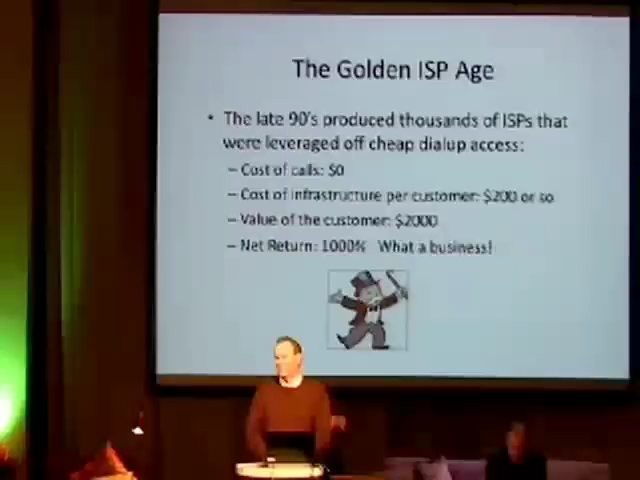 The Golden ISP Age
• The late 90's produced thousands of ISPs that
were leveraged off cheap dialup access:
– Cost of calls: $0
– Cost of infrastructure per customer: $200 or so
– Value of the customer: $2000
– Net Return: 1000% What a business!